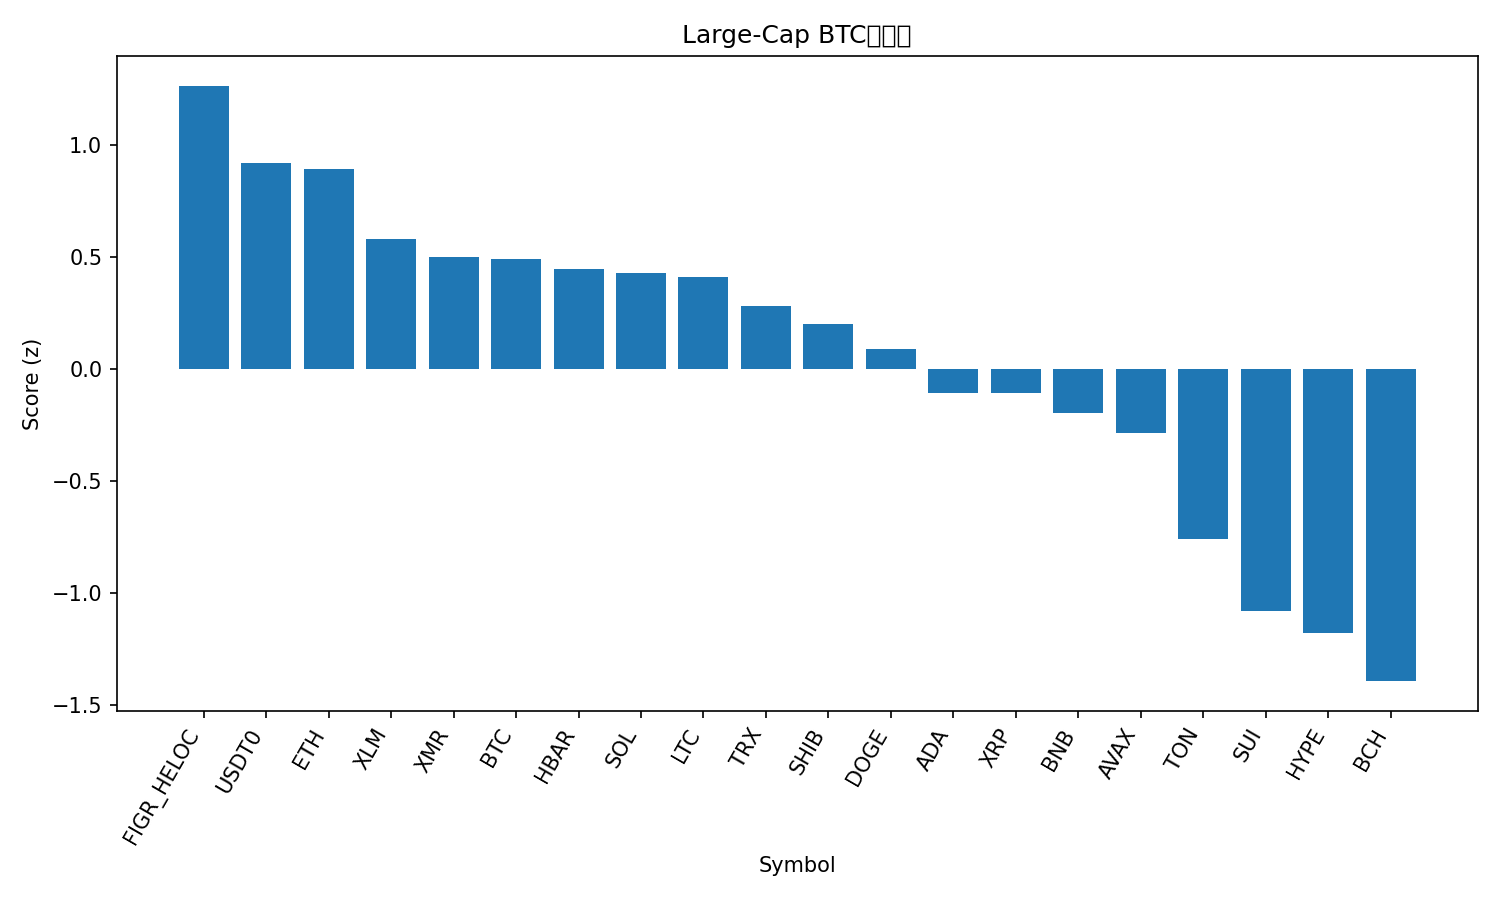 Large-Cap BTC
Score (z)
1.0
0.5
0.0
−0.5
−1.0
−1.5
FIGR_HELOC
USDT0
ETH
XLM
XMR
BTC
HBAR
SOL
LTC
TRX
SHIB
DOGE
ADA
XRP
BNB
AVAX
TON
SUI
HYPE
BCH
Symbol